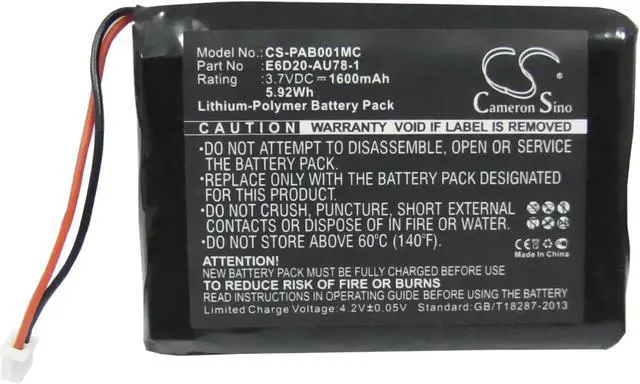 Model No: CS-PAB001MC
Part No : E6D20-AU78-1
Rating : 3.7VDC ⎓ 1600mAh
5.92Wh
Lithium-Polymer Battery Pack
CS
Cameron Sino
CAUTION WARRANTY VOID IF LABEL IS REMOVED
•DO NOT ATTEMPT TO DISASSEMBLE, OPEN OR SERVICE
THE BATTERY PACK.
•REPLACE ONLY WITH THE BATTERY PACK DESIGNATED
FOR THIS PRODUCT.
•DO NOT CRUSH, PUNCTURE, SHORT EXTERNAL
CONTACTS OR DISPOSE OF IN FIRE OR WATER.
•DO NOT STORE ABOVE 60°C (140°F).
CE
Made In China
NEW BATTERY PACK MUST BE FULLY CHARGED BEFORE USE
TO REDUCE RISK OF FIRE OR BURNS
READ INSTRUCTIONS IN OPERATING YOUR BATTERY PACK
Limited Charge Voltage:4.2V±0.05V Standard:GB/T18287-2013